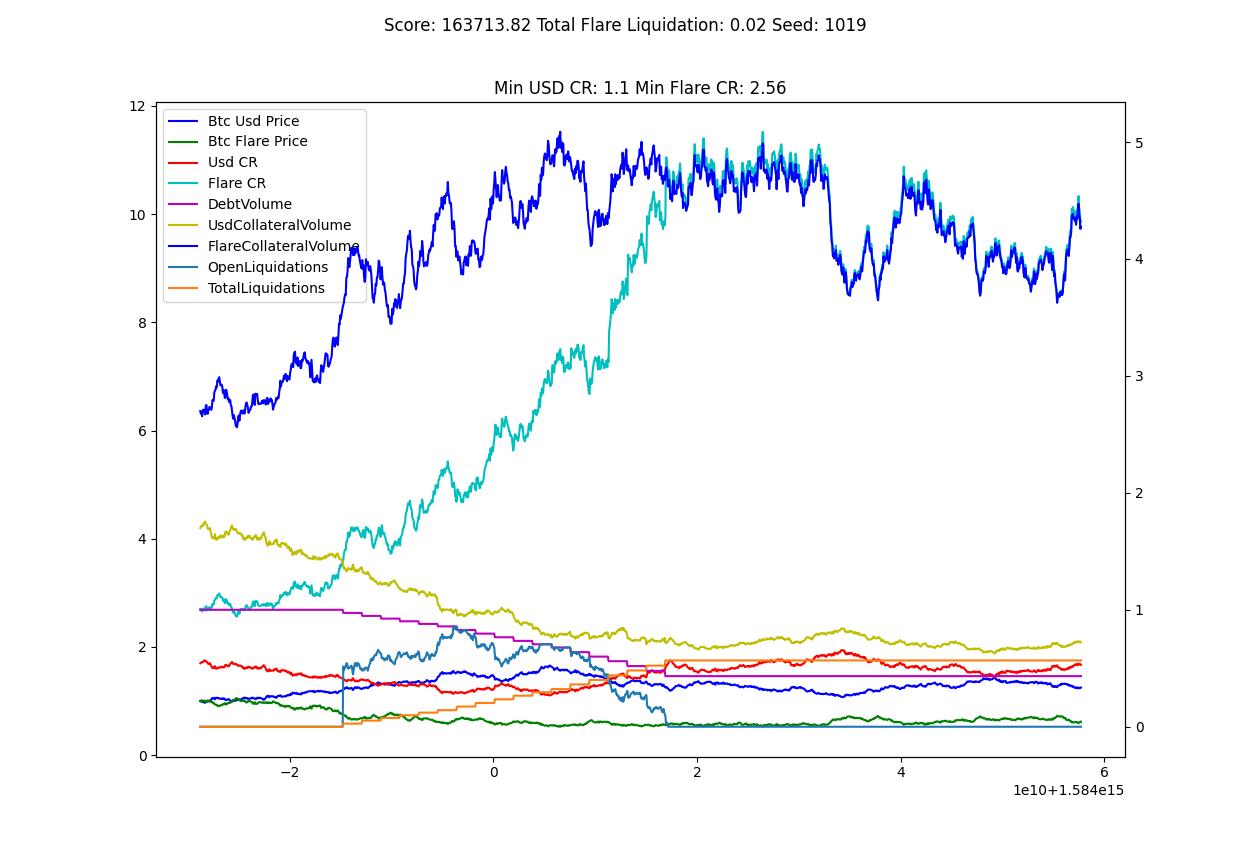 Score: 163713.82 Total Flare Liquidation: 0.02 Seed: 1019
Min USD CR: 1.1 Min Flare CR: 2.56
Btc Usd Price
Btc Flare Price
Usd CR
Flare CR
DebtVolume
UsdCollateralVolume
FlareCollateralVolume
OpenLiquidations
TotalLiquidations
12
10
8
6
4
2
0
5
4
3
2
1
0
−2
0
2
4
6
1e10+1.584e15